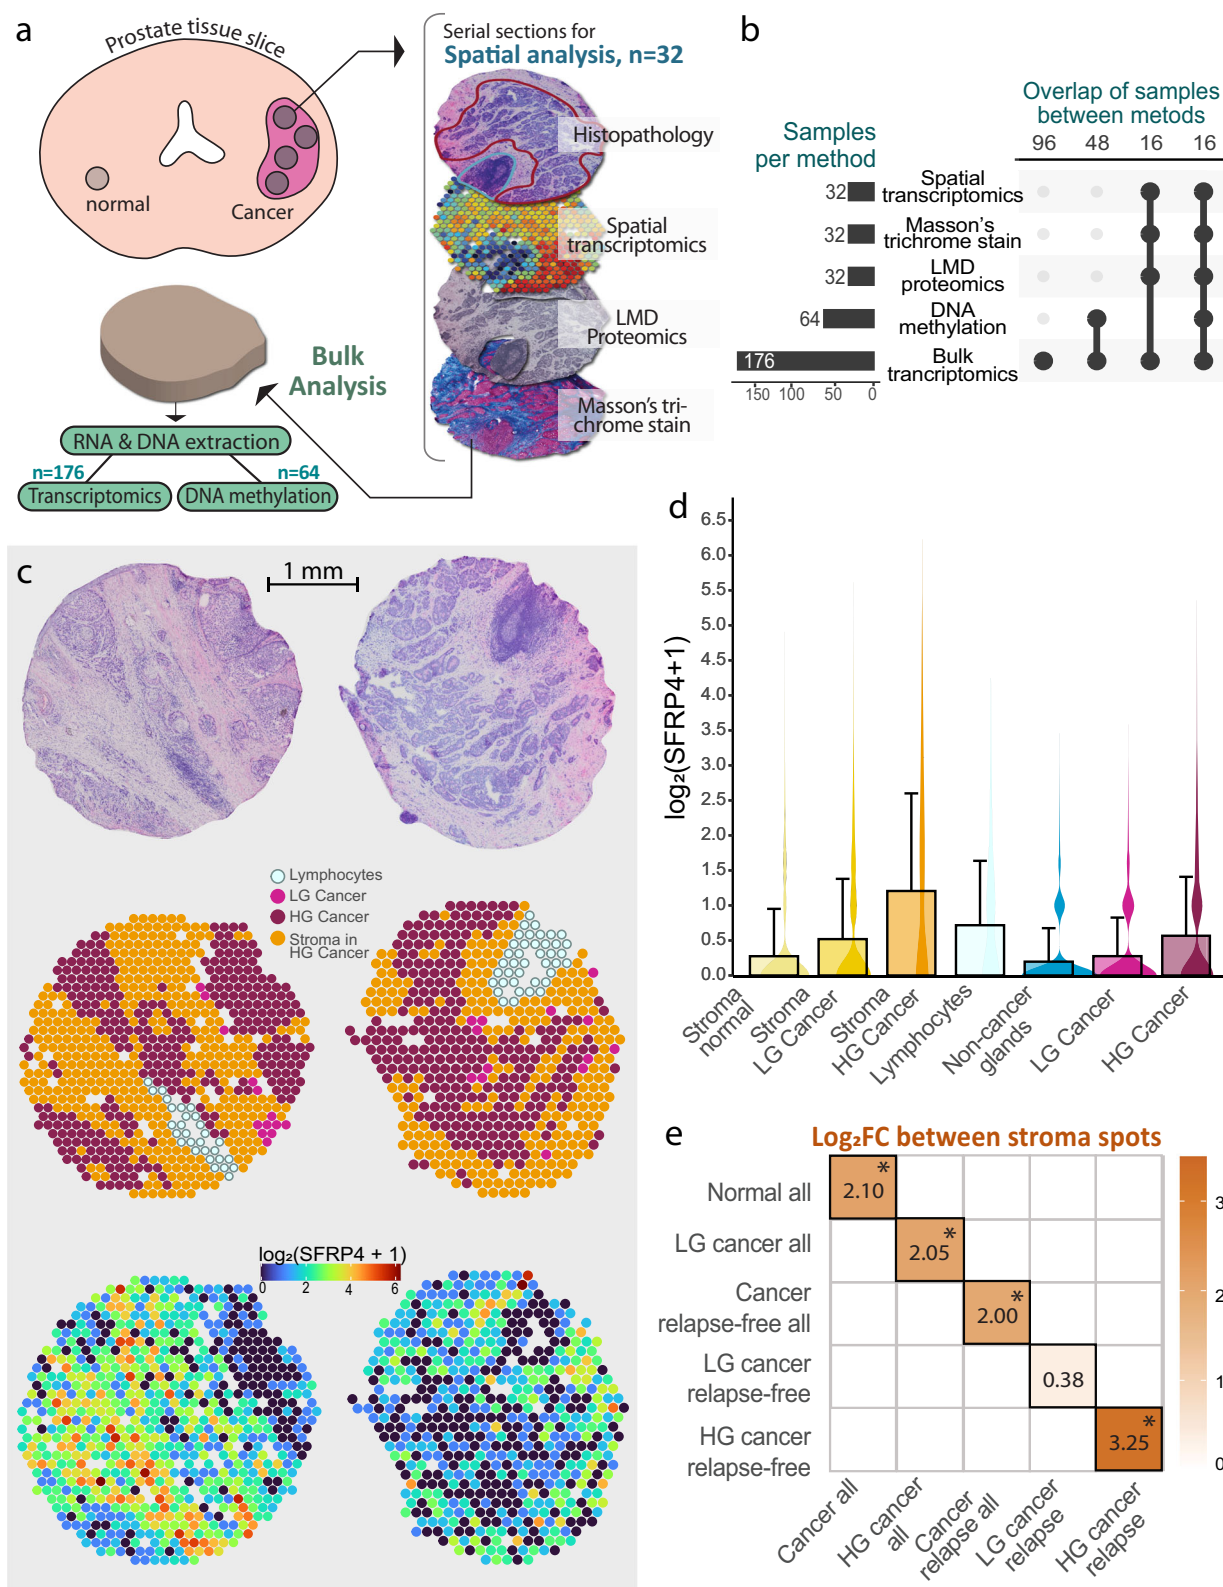 a
Prostate tissue slice
normal
Cancer
Serial sections for
Spatial analysis, n=32
Histopathology
Spatial
transcriptomics
LMD
Proteomics
Masson's tri-
chrome stain
Bulk
Analysis
RNA & DNA extraction
n=176
n=64
Transcriptomics
DNA methylation
b
Overlap of samples
between metods
Samples
per method
96 48 16 16
32
Spatial
transcriptomics
32
Masson's
trichrome stain
32
LMD
proteomics
64
DNA
methylation
176
Bulk
trancriptomics
150 100 50 0
c
1 mm
Lymphocytes
LG Cancer
HG Cancer
Stroma in
HG Cancer
log₂(SFRP4 + 1)
0 2 4 6
d
log₂(SFRP4+1)
6.5
6.0
5.5
5.0
4.5
4.0
3.5
3.0
2.5
2.0
1.5
1.0
0.5
0.0
Stroma
normal
Stroma
LG Cancer
Stroma
HG Cancer
Lymphocytes
Non-cancer
glands
LG Cancer
HG Cancer
e
Log₂FC between stroma spots
Normal all
2.10 *
LG cancer all
2.05 *
Cancer
relapse-free all
2.00 *
LG cancer
relapse-free
0.38
HG cancer
relapse-free
3.25 *
3
2
1
0
Cancer all
HG cancer
all
Cancer
relapse all
LG cancer
relapse
HG cancer
relapse